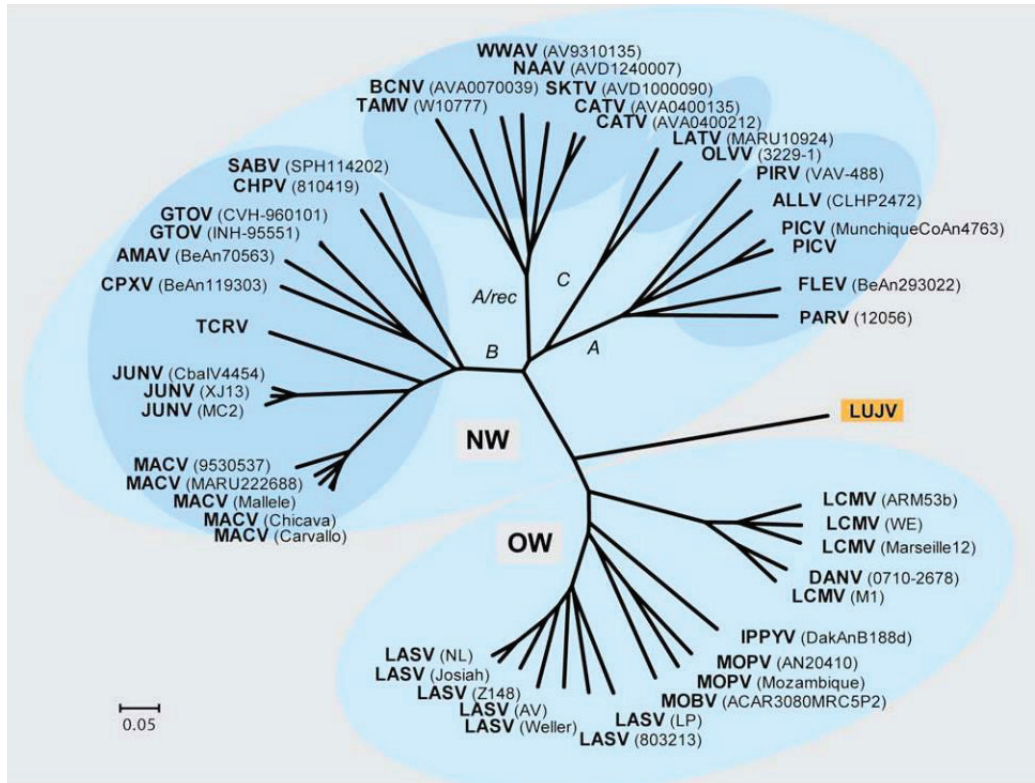 WWAV (AV9310135)
NAAV (AVD1240007)
BCNV (AVA0070039)
SKTV (AVD1000090)
TAMV (W10777)
CATV (AVA0400135)
CATV (AVA0400212)
LATV (MARU10924)
OLVV (3229-1)
SABV (SPH114202)
PIRV (VAV-488)
CHPV (810419)
ALLV (CLHP2472)
GTOV (CVH-960101)
GTOV (INH-95551)
PICV (MunchiqueCoAn4763)
PICV
AMAV (BeAn70563)
CPXV (BeAn119303)
FLEV (BeAn293022)
A/rec
C
PARV (12056)
TCRV
B
A
JUNV (CbaIV4454)
JUNV (XJ13)
JUNV (MC2)
LUJV
NW
MACV (9530537)
MACV (MARU222688)
MACV (Mallele)
MACV (Chicava)
MACV (Carvallo)
OW
LCMV (ARM53b)
LCMV (WE)
LCMV (Marseille12)
DANV (0710-2678)
LCMV (M1)
IPPYV (DakAnB188d)
MOPV (AN20410)
MOPV (Mozambique)
MOBV (ACAR3080MRC5P2)
LASV (NL)
LASV (Josiah)
LASV (Z148)
LASV (AV)
LASV (Weller)
LASV (LP)
LASV (803213)
0.05